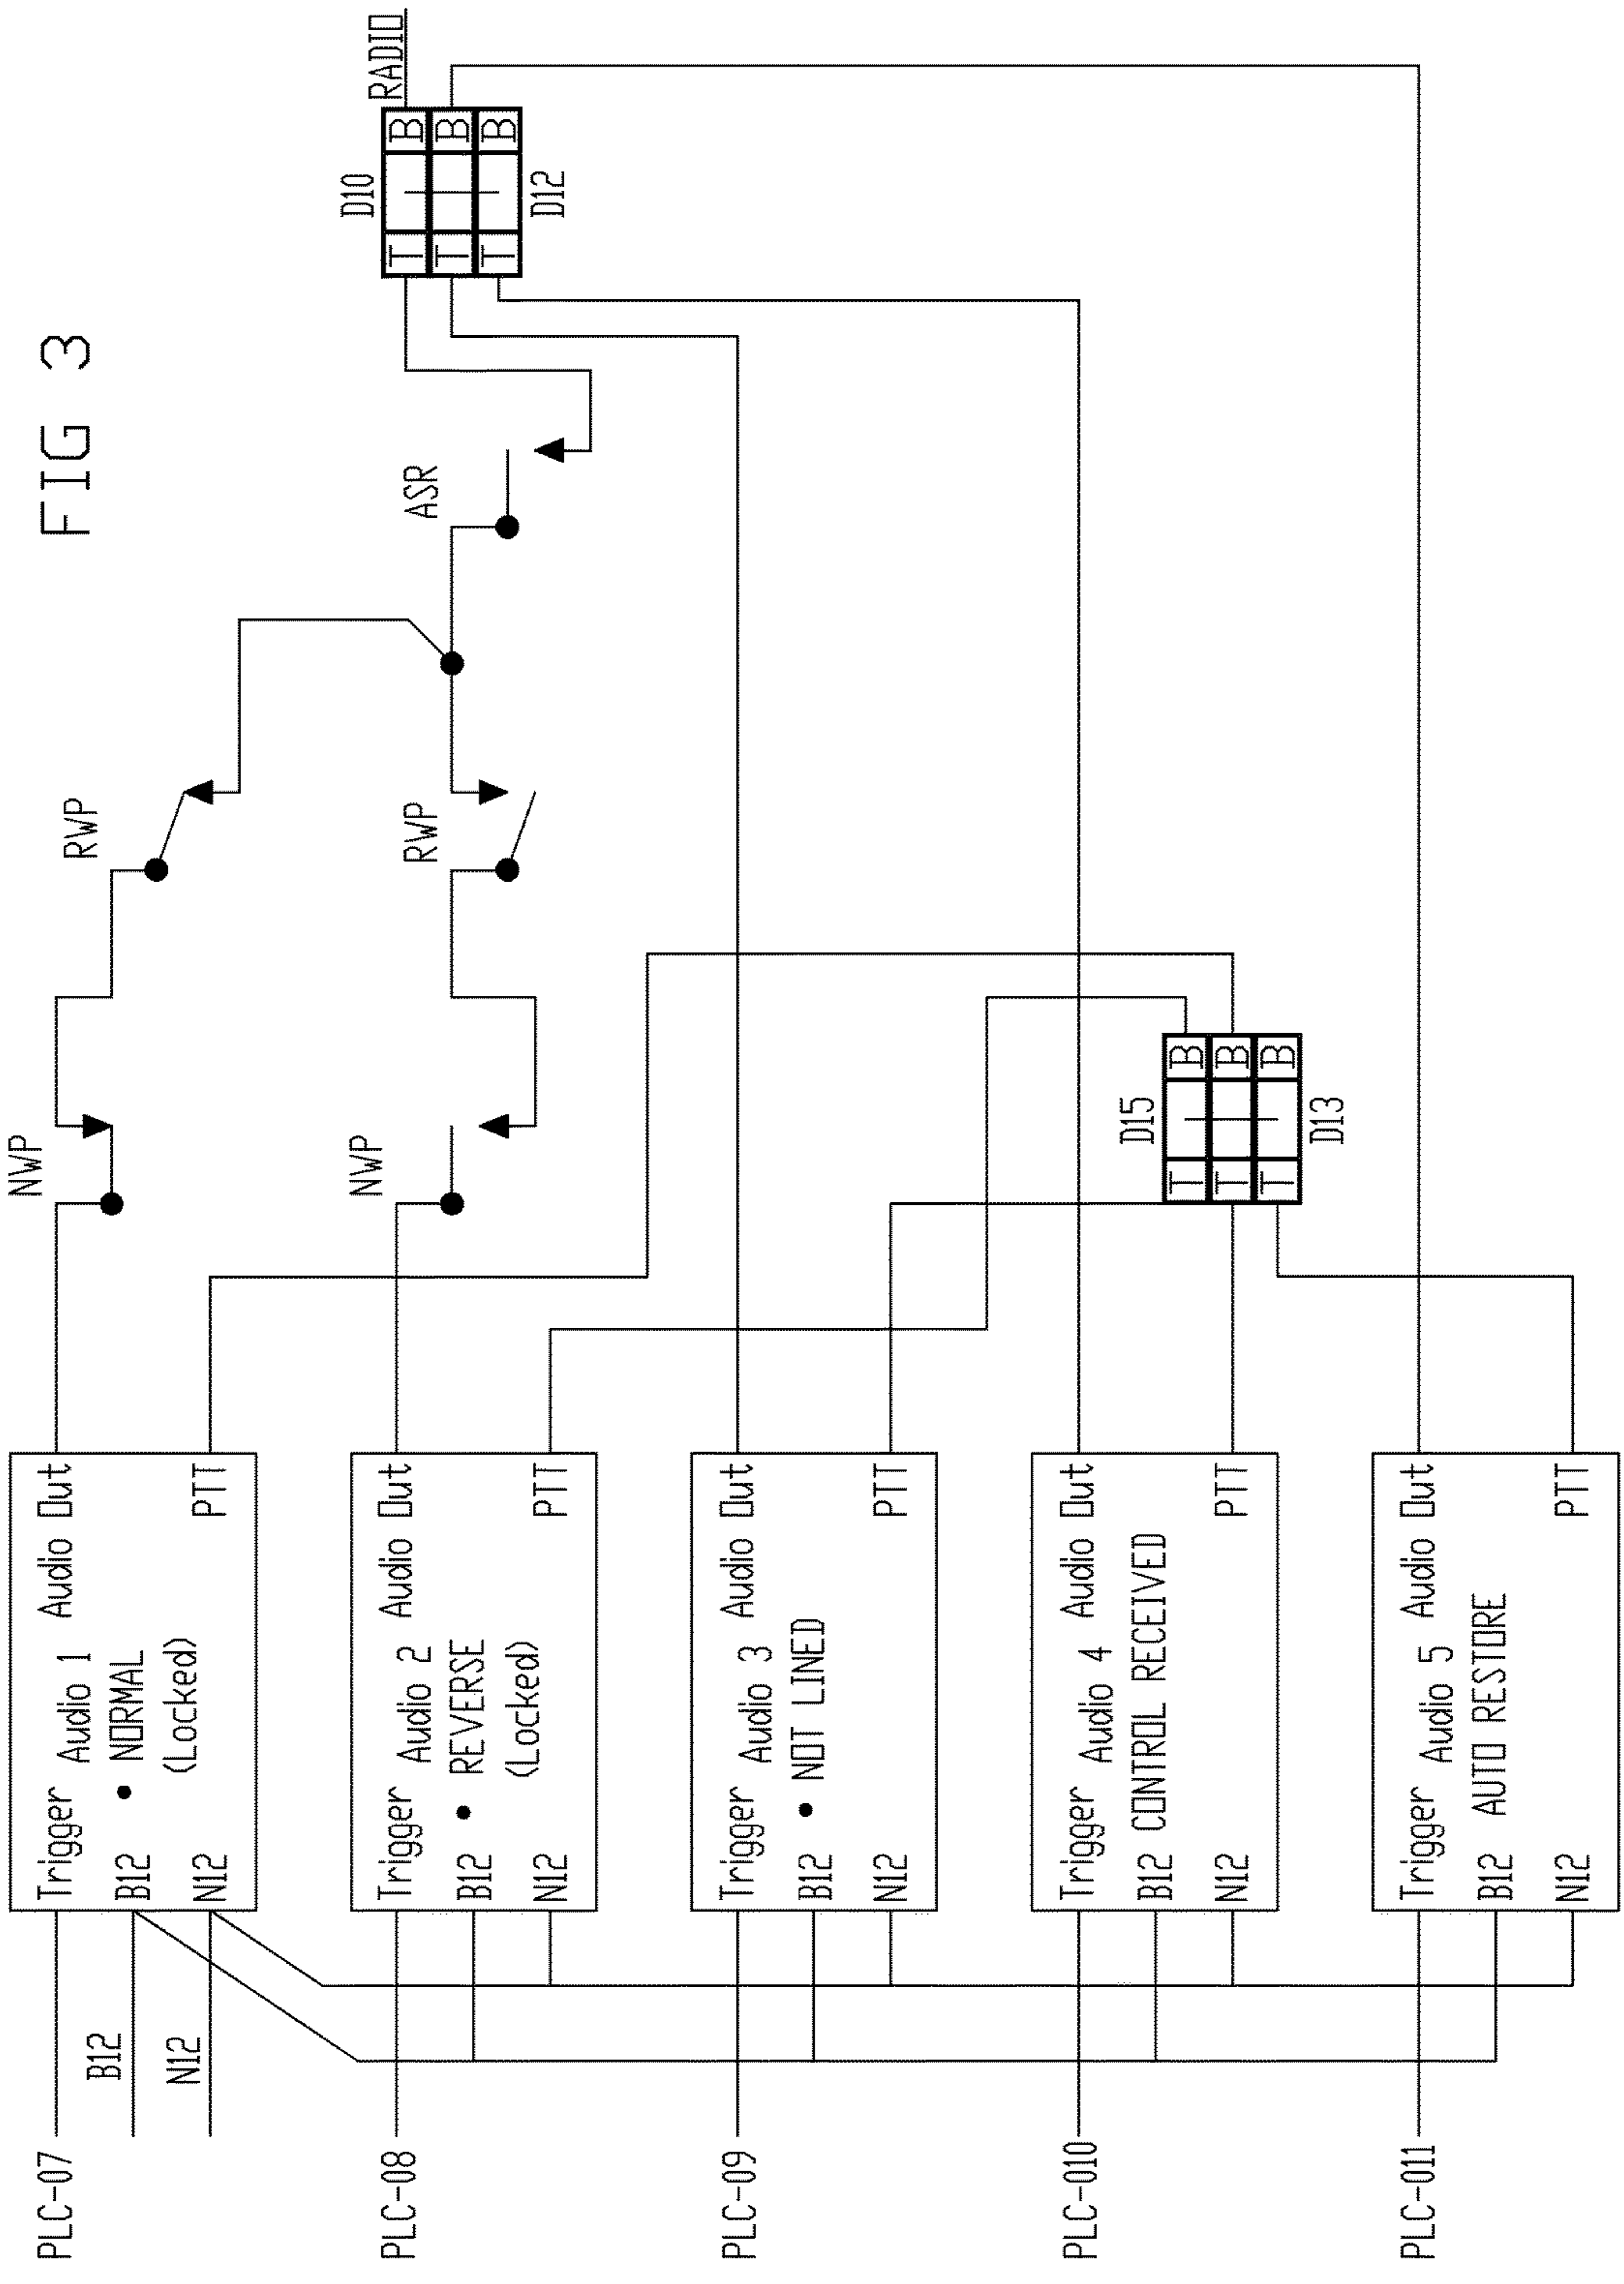 FIG 3
PLC-07
B12
N12
Trigger
B12
N12
Audio 1
• NORMAL
(Locked)
Audio Out
PTT
NWP
RWP
PLC-08
Trigger
B12
N12
Audio 2
• REVERSE
(Locked)
Audio Out
PTT
NWP
RWP
ASR
D10
T B
T B
T B
D12
RADIO
PLC-09
Trigger
B12
N12
Audio 3
• NOT LINED
Audio Out
PTT
PLC-010
Trigger
B12
N12
Audio 4
CONTROL RECEIVED
Audio Out
PTT
D15
T B
T B
T B
D13
PLC-011
Trigger
B12
N12
Audio 5
AUTO RESTORE
Audio Out
PTT